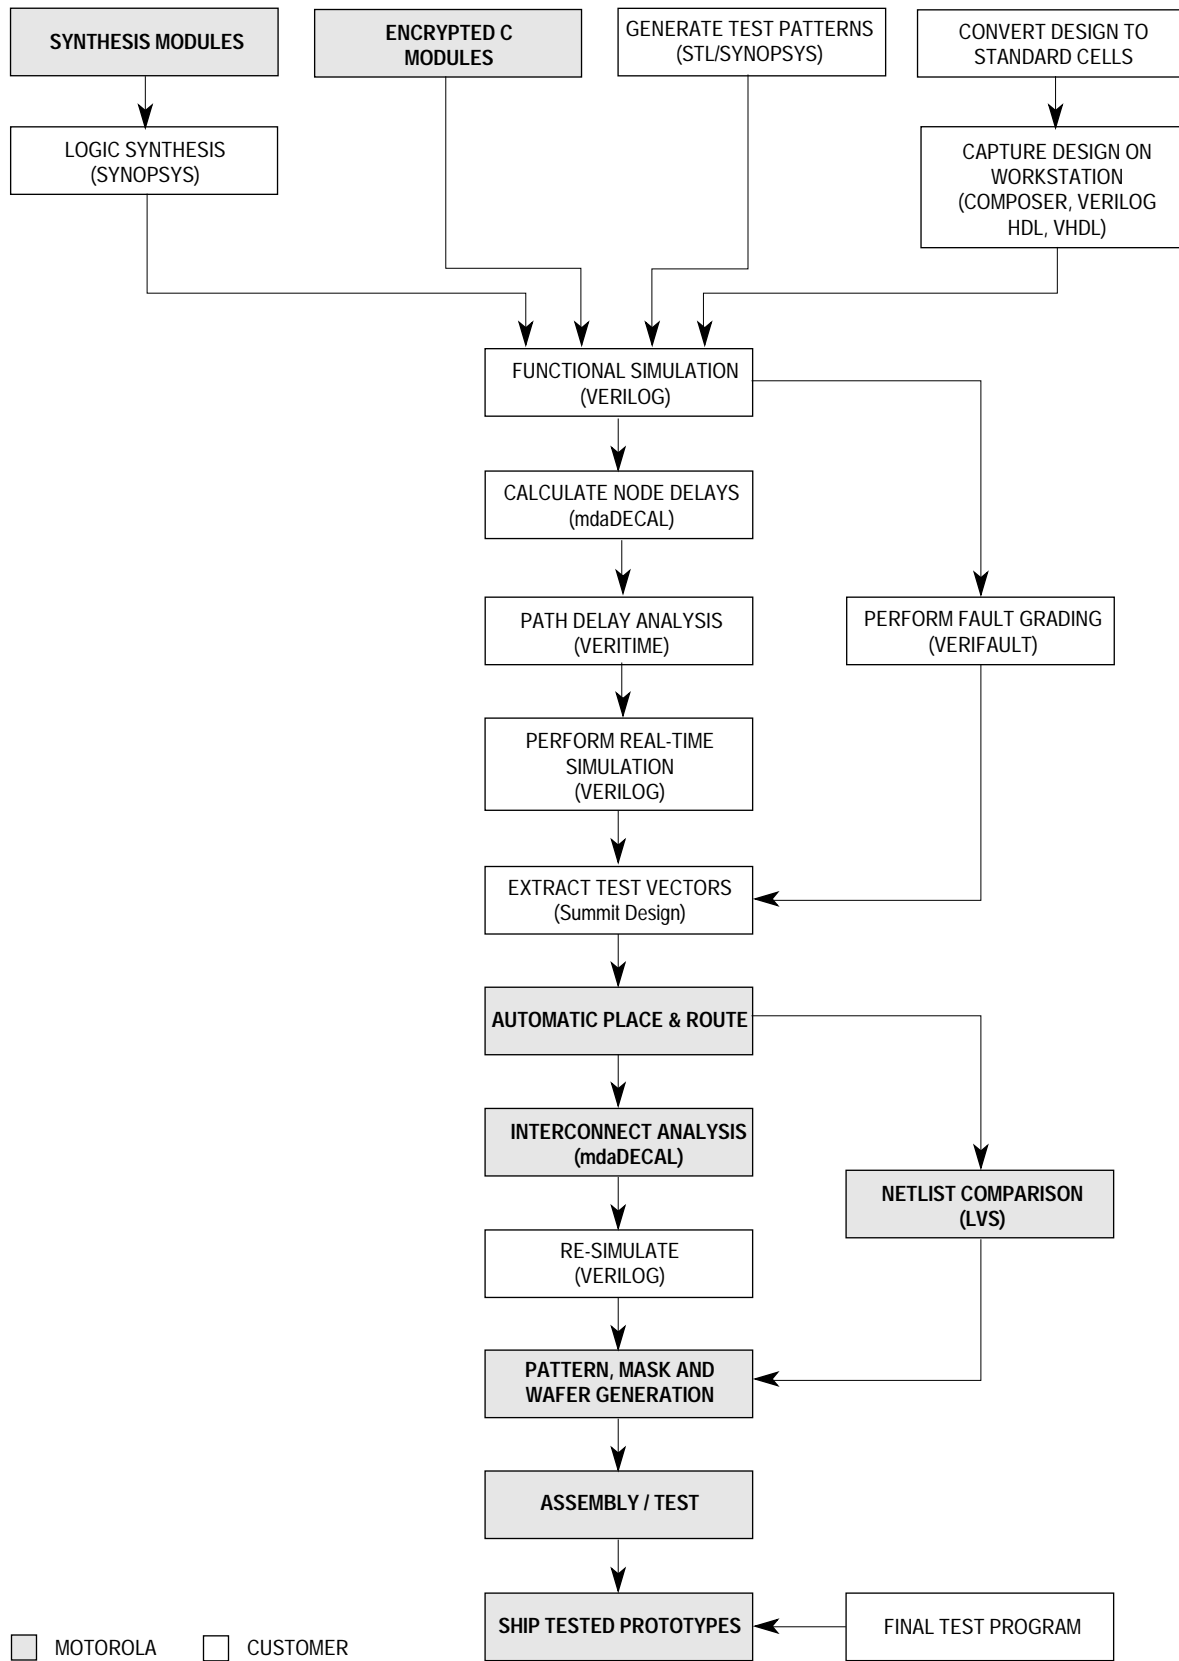 SYNTHESIS MODULES
ENCRYPTED C
MODULES
GENERATE TEST PATTERNS
(STL/SYNOPSYS)
CONVERT DESIGN TO
STANDARD CELLS
LOGIC SYNTHESIS
(SYNOPSYS)
CAPTURE DESIGN ON
WORKSTATION
(COMPOSER, VERILOG
HDL, VHDL)
FUNCTIONAL SIMULATION
(VERILOG)
CALCULATE NODE DELAYS
(mdaDECAL)
PATH DELAY ANALYSIS
(VERITIME)
PERFORM FAULT GRADING
(VERIFAULT)
PERFORM REAL-TIME
SIMULATION
(VERILOG)
EXTRACT TEST VECTORS
(Summit Design)
AUTOMATIC PLACE & ROUTE
INTERCONNECT ANALYSIS
(mdaDECAL)
NETLIST COMPARISON
(LVS)
RE-SIMULATE
(VERILOG)
PATTERN, MASK AND
WAFER GENERATION
ASSEMBLY / TEST
SHIP TESTED PROTOTYPES
FINAL TEST PROGRAM
MOTOROLA
CUSTOMER